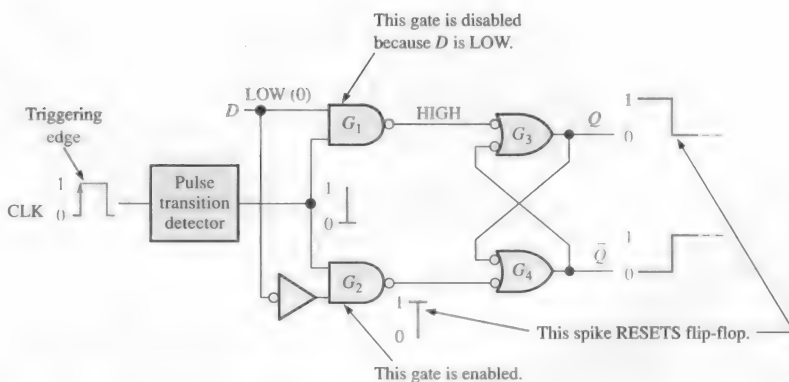 This gate is disabled
because D is LOW.
LOW (0)
D
Triggering
edge
G₁
HIGH
G₃
Q
1
0
1
CLK 0
Pulse
transition
detector
1
0
G₂
G₄
Q̄
1
0
1
0
This spike RESETS flip-flop.
This gate is enabled.